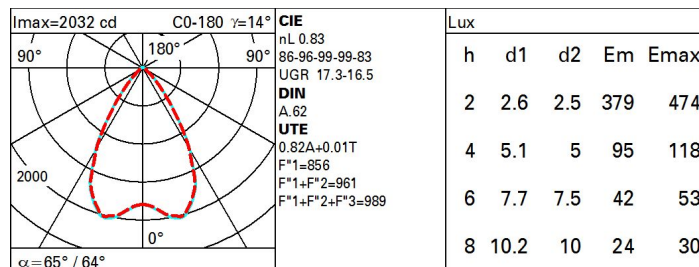 Imax=2032 cd C0-180 γ=14°
90° 180° 90°
2000
0°
α=65° / 64°
CIE
nL 0.83
86-96-99-99-83
UGR 17.3-16.5
DIN
A.62
UTE
0.82A+0.01T
F"1=856
F"1+F"2=961
F"1+F"2+F"3=989
Lux
h d1 d2 Em Emax
2 2.6 2.5 379 474
4 5.1 5 95 118
6 7.7 7.5 42 53
8 10.2 10 24 30